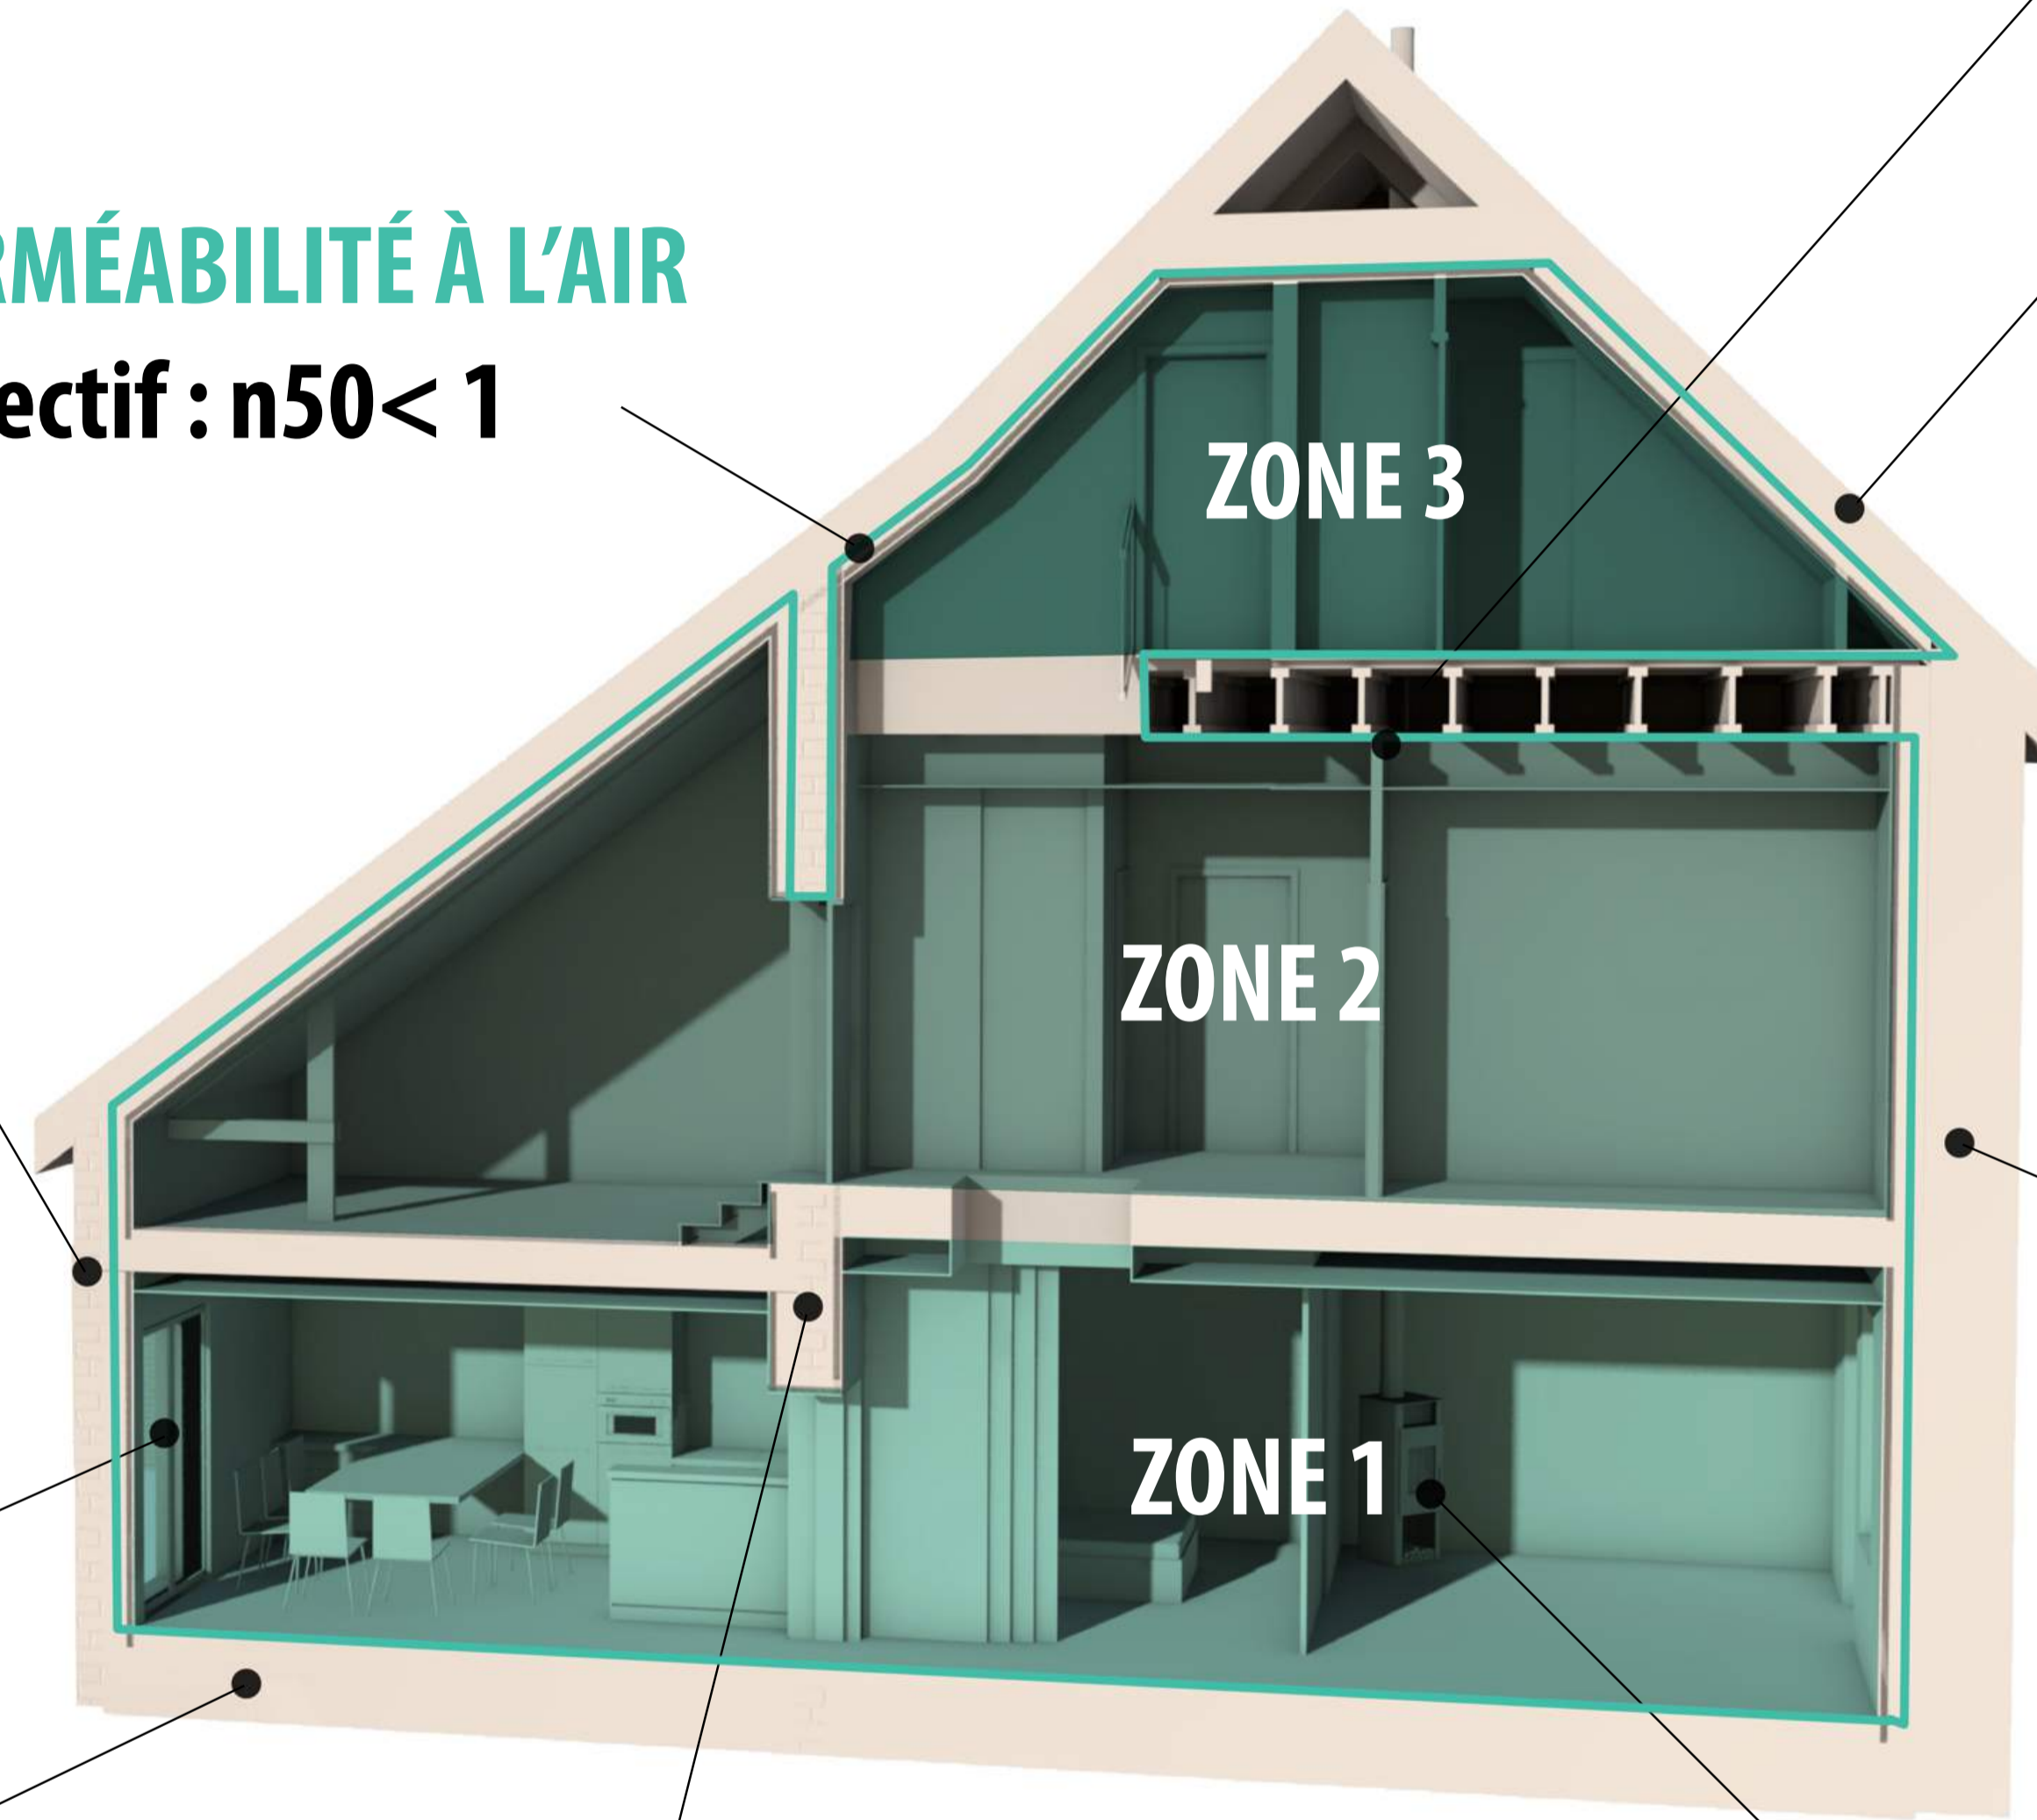 RMÉABILITÉ À L’AIR
ectif : n50< 1
ZONE 3
ZONE 2
ZONE 1